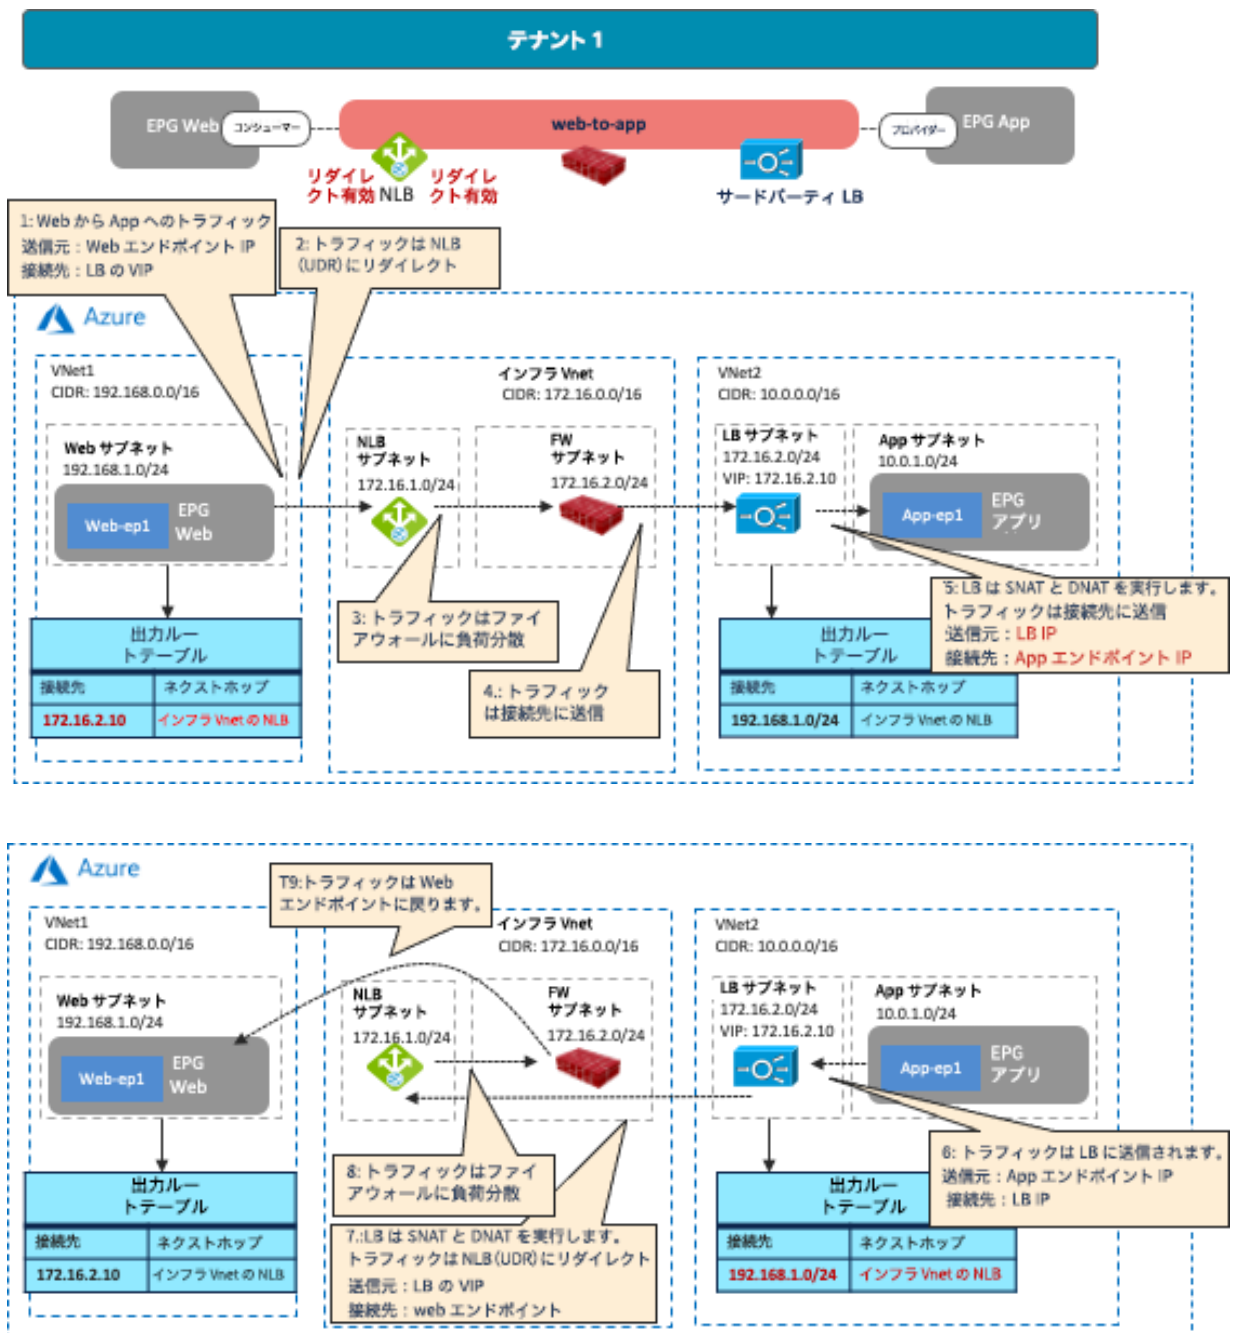 テナント 1
EPG Web
コンシューマー
web-to-app
プロバイダー
EPG App
リダイレ
クト有効
NLB
リダイレ
クト有効
サードパーティ LB
1: Web から App へのトラフィック
送信元：Web エンドポイント IP
接続先：LB の VIP
2: トラフィックは NLB
(UDR)にリダイレクト
Azure
VNet1
CIDR: 192.168.0.0/16
インフラ Vnet
CIDR: 172.16.0.0/16
VNet2
CIDR: 10.0.0.0/16
Web サブネット
192.168.1.0/24
Web-ep1
EPG
Web
NLB
サブネット
172.16.1.0/24
FW
サブネット
172.16.2.0/24
LB サブネット
172.16.2.0/24
VIP: 172.16.2.10
App サブネット
10.0.1.0/24
App-ep1
EPG
アプリ
3: トラフィックはファイ
アウォールに負荷分散
4.: トラフィック
は接続先に送信
5: LB は SNAT と DNAT を実行します。
トラフィックは接続先に送信
送信元：LB IP
接続先：App エンドポイント IP
出力ルー
トテーブル
接続先
ネクストホップ
172.16.2.10
インフラ Vnet の NLB
出力ルー
トテーブル
接続先
ネクストホップ
192.168.1.0/24
インフラ Vnet の NLB
Azure
T9:トラフィックは Web
エンドポイントに戻ります。
VNet1
CIDR: 192.168.0.0/16
インフラ Vnet
CIDR: 172.16.0.0/16
VNet2
CIDR: 10.0.0.0/16
Web サブネット
192.168.1.0/24
Web-ep1
EPG
Web
NLB
サブネット
172.16.1.0/24
FW
サブネット
172.16.2.0/24
LB サブネット
172.16.2.0/24
VIP: 172.16.2.10
App サブネット
10.0.1.0/24
App-ep1
EPG
アプリ
8: トラフィックはファイ
アウォールに負荷分散
7.:LB は SNAT と DNAT を実行します。
トラフィックは NLB (UDR)にリダイレクト
送信元：LB の VIP
接続先：web エンドポイント
6: トラフィックは LB に送信されます。
送信元：App エンドポイント IP
接続先：LB IP
出力ルー
トテーブル
接続先
ネクストホップ
172.16.2.10
インフラ Vnet の NLB
出力ルー
トテーブル
接続先
ネクストホップ
192.168.1.0/24
インフラ Vnet の NLB